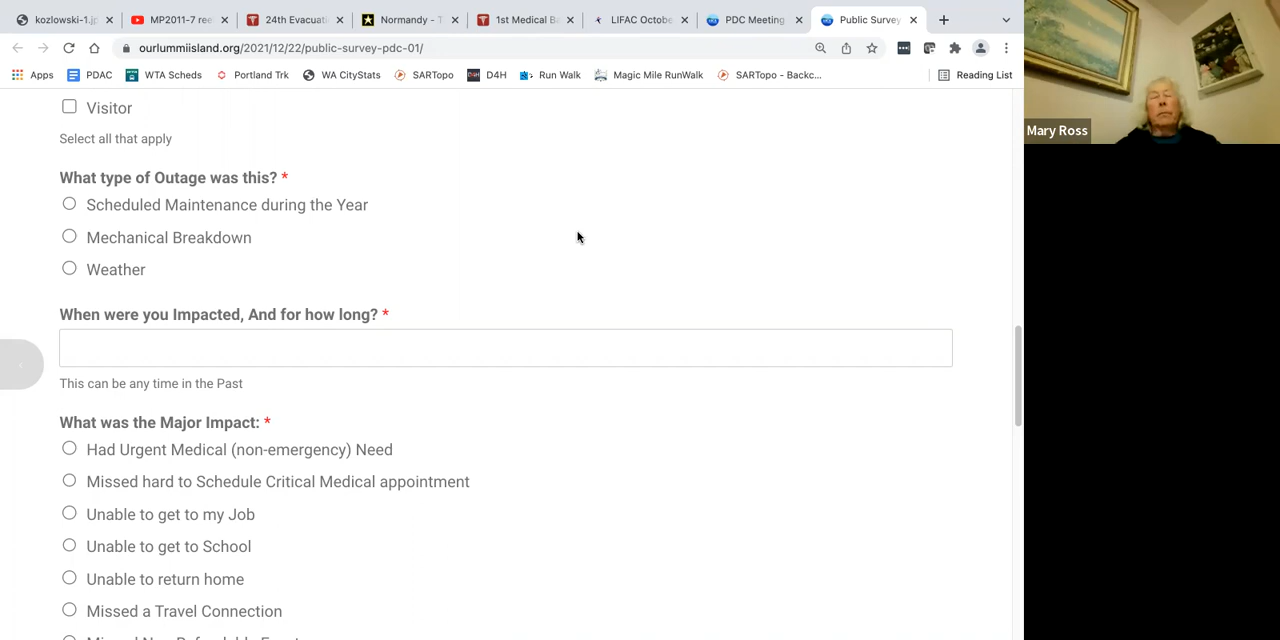 kozlowski-1.j
MP2011-7 ree
24th Evacuati
Normandy - T
1st Medical Ba
LIFAC Octobe
PDC Meeting
Public Survey
ourlummiisland.org/2021/12/22/public-survey-pdc-01/
Apps
PDAC
WTA Scheds
Portland Trk
WA CityStats
SARTopo
D4H
Run Walk
Magic Mile RunWalk
SARTopo - Backc...
Reading List
Mary Ross
Visitor
Select all that apply
What type of Outage was this? *
Scheduled Maintenance during the Year
Mechanical Breakdown
Weather
When were you Impacted, And for how long? *
This can be any time in the Past
What was the Major Impact: *
Had Urgent Medical (non-emergency) Need
Missed hard to Schedule Critical Medical appointment
Unable to get to my Job
Unable to get to School
Unable to return home
Missed a Travel Connection